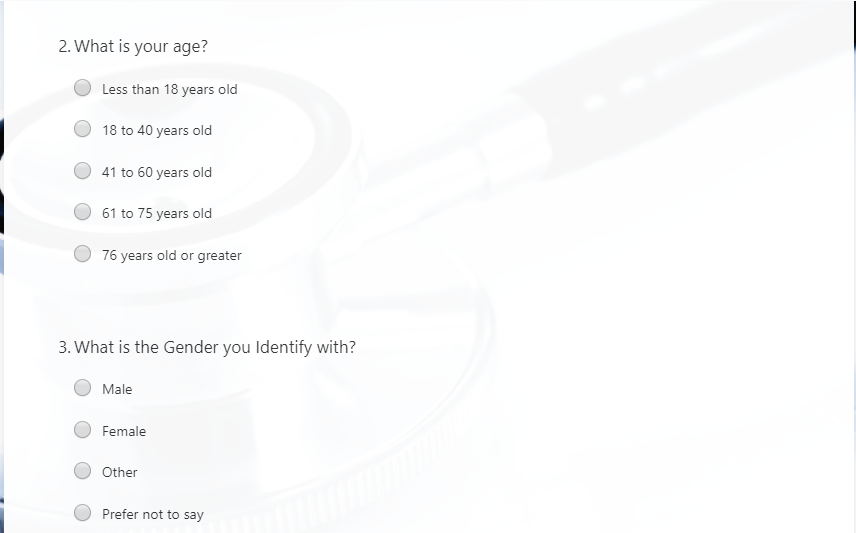 2. What is your age?
Less than 18 years old
18 to 40 years old
41 to 60 years old
61 to 75 years old
76 years old or greater
3. What is the Gender you Identify with?
Male
Female
Other
Prefer not to say